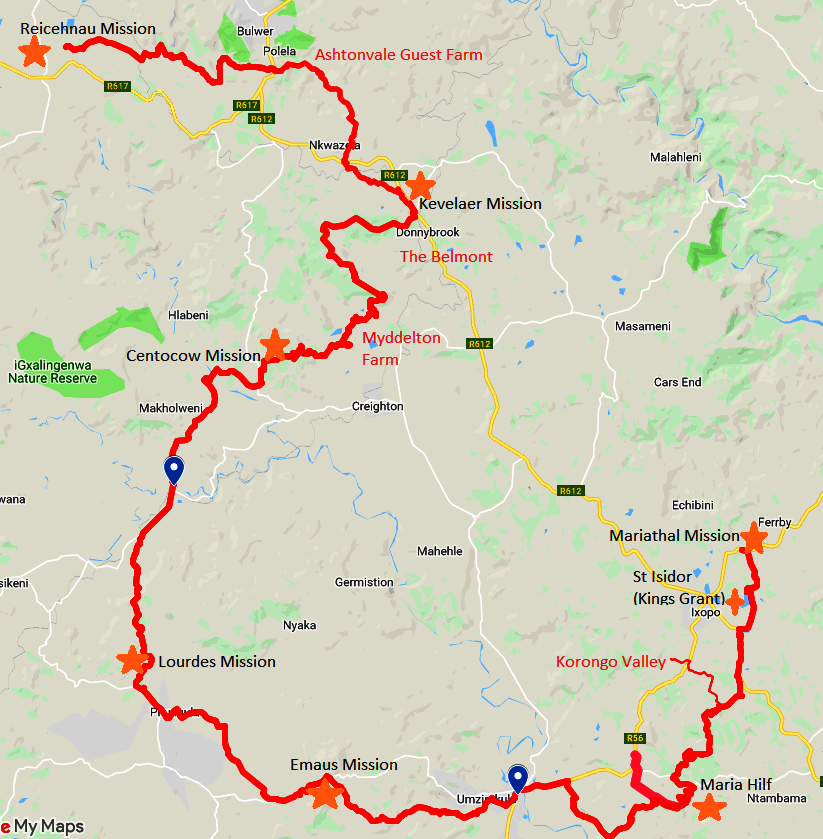 Reicehnau Mission
Bulwer
Polela
Ashtonvale Guest Farm
R617
R617
R612
Nkwazela
Malahleni
R612
Kevelaer Mission
Donnybrook
The Belmont
Hlabeni
Masameni
Myddelton
Farm
R612
Centocow Mission
iGxalingenwa
Nature Reserve
Cars End
Makholweni
Creighton
R612
wana
Echibini
Ferrby
Mariathal Mission
Mahehle
sikeni
Germistion
St Isidor
(Kings Grant)
Ixopo
Nyaka
Lourdes Mission
Korongo Valley
R56
Emaus Mission
Maria Hilf
Ntambama
e My Maps